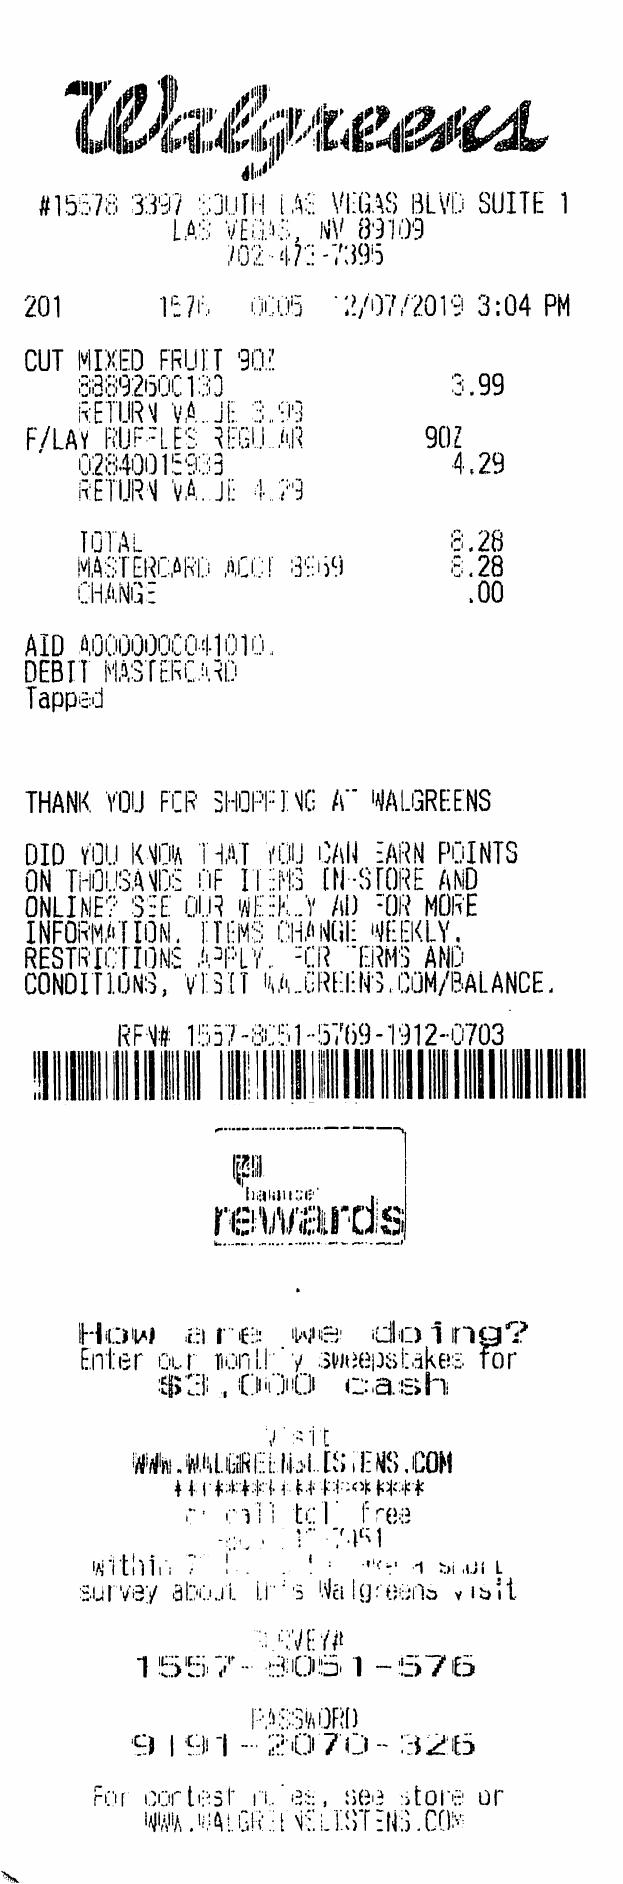 Walgreens
#15578 3397 SOUTH LAS VEGAS BLVD SUITE 1
LAS VEGAS, NV 89109
702-473-7395
201 1576 0005 12/07/2019 3:04 PM
CUT MIXED FRUIT 9OZ
88892600130 3.99
RETURN VALUE 3.99
F/LAY RUFFLES REGULAR 9OZ
02840015933 4.29
RETURN VALUE 4.29
TOTAL 8.28
MASTERCARD ACCT 8.28
CHANGE .00
AID A0000000041010.
DEBIT MASTERCARD
Tapped
THANK YOU FOR SHOPPING AT WALGREENS
DID YOU KNOW THAT YOU CAN EARN POINTS
ON THOUSANDS OF ITEMS IN-STORE AND
ONLINE? SEE OUR WEEKLY AD FOR MORE
INFORMATION. ITEMS CHANGE WEEKLY.
RESTRICTIONS APPLY. FOR TERMS AND
CONDITIONS, VISIT WALGREENS.COM/BALANCE.
RFN# 1557-8051-5769-1912-0703
balance
rewards
How are we doing?
Enter our monthly sweepstakes for
$3,000 cash
Visit
WWW.WALGREENSLISTENS.COM
or call toll free
within a short
survey about this Walgreens visit
SURVEY#
1557-8051-576
PASSWORD
9191-2070-326
For contest rules, see store or
WWW.WALGREENSLISTENS.COM